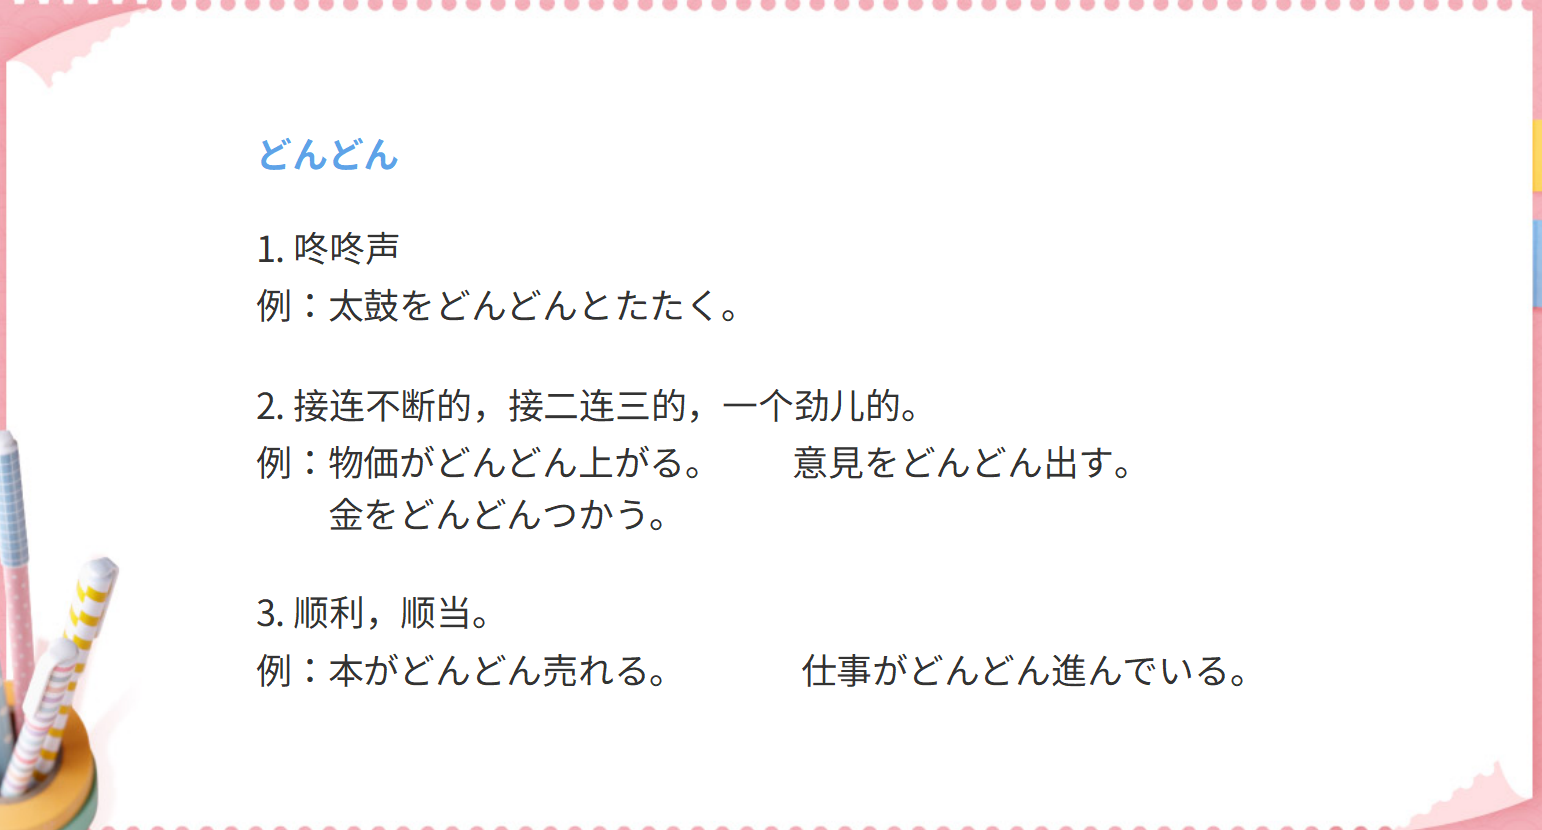 どんどん
1. 咚咚声
例：太鼓をどんどんとたたく。
2. 接连不断的，接二连三的，一个劲儿的。
例：物価がどんどん上がる。　　意見をどんどん出す。
金をどんどんつかう。
3. 顺利，顺当。
例：本がどんどん売れる。　　　仕事がどんどん進んでいる。